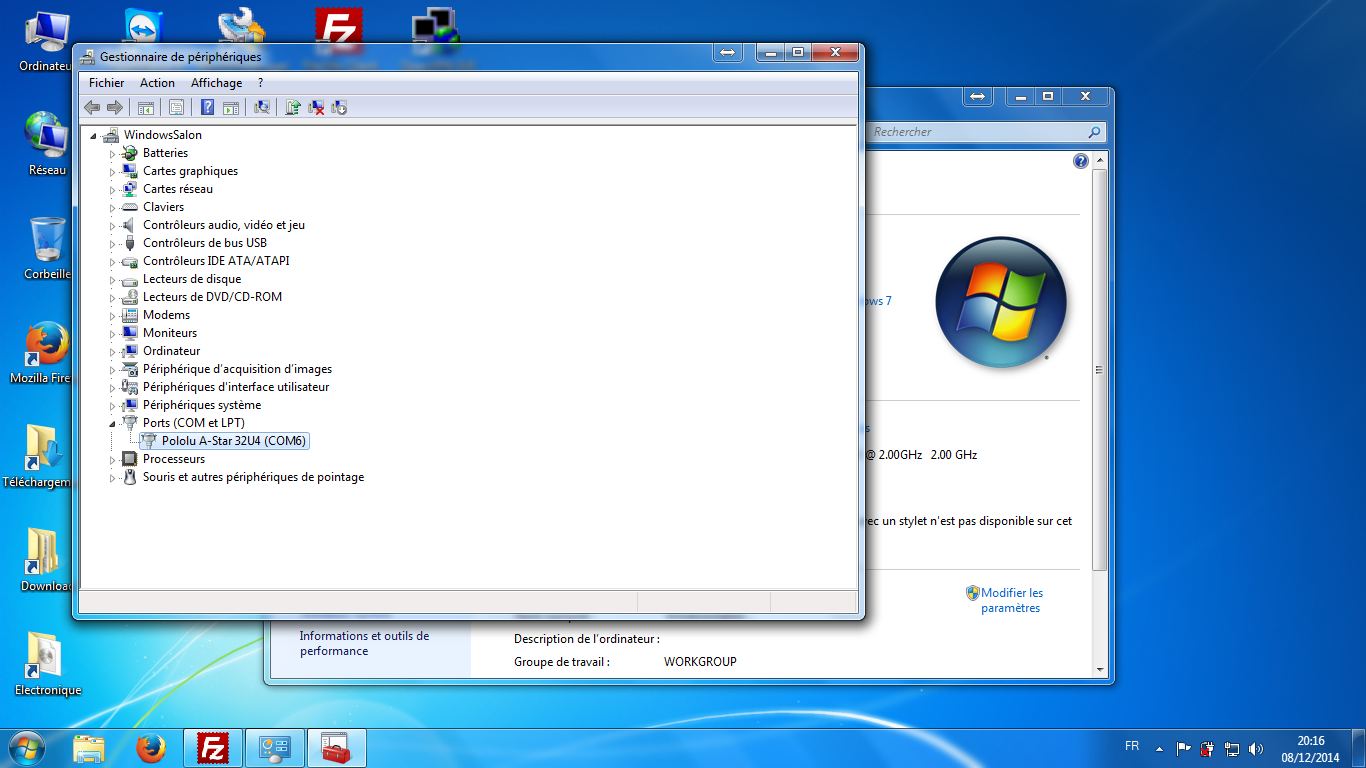 Ordinateu
Réseau
Corbeille
Mozilla Fire
Téléchargem
Downloa
Electronique
Gestionnaire de périphériques
Fichier Action Affichage ?
WindowsSalon
Batteries
Cartes graphiques
Cartes réseau
Claviers
Contrôleurs audio, vidéo et jeu
Contrôleurs de bus USB
Contrôleurs IDE ATA/ATAPI
Lecteurs de disque
Lecteurs de DVD/CD-ROM
Modems
Moniteurs
Ordinateur
Périphérique d'acquisition d'images
Périphériques d'interface utilisateur
Périphériques système
Ports (COM et LPT)
Pololu A-Star 32U4 (COM6)
Processeurs
Souris et autres périphériques de pointage
Rechercher
ows 7
@ 2.00GHz 2.00 GHz
ec un stylet n'est pas disponible sur cet
Modifier les
paramètres
Informations et outils de
performance
Description de l'ordinateur :
Groupe de travail : WORKGROUP
FR
20:16
08/12/2014